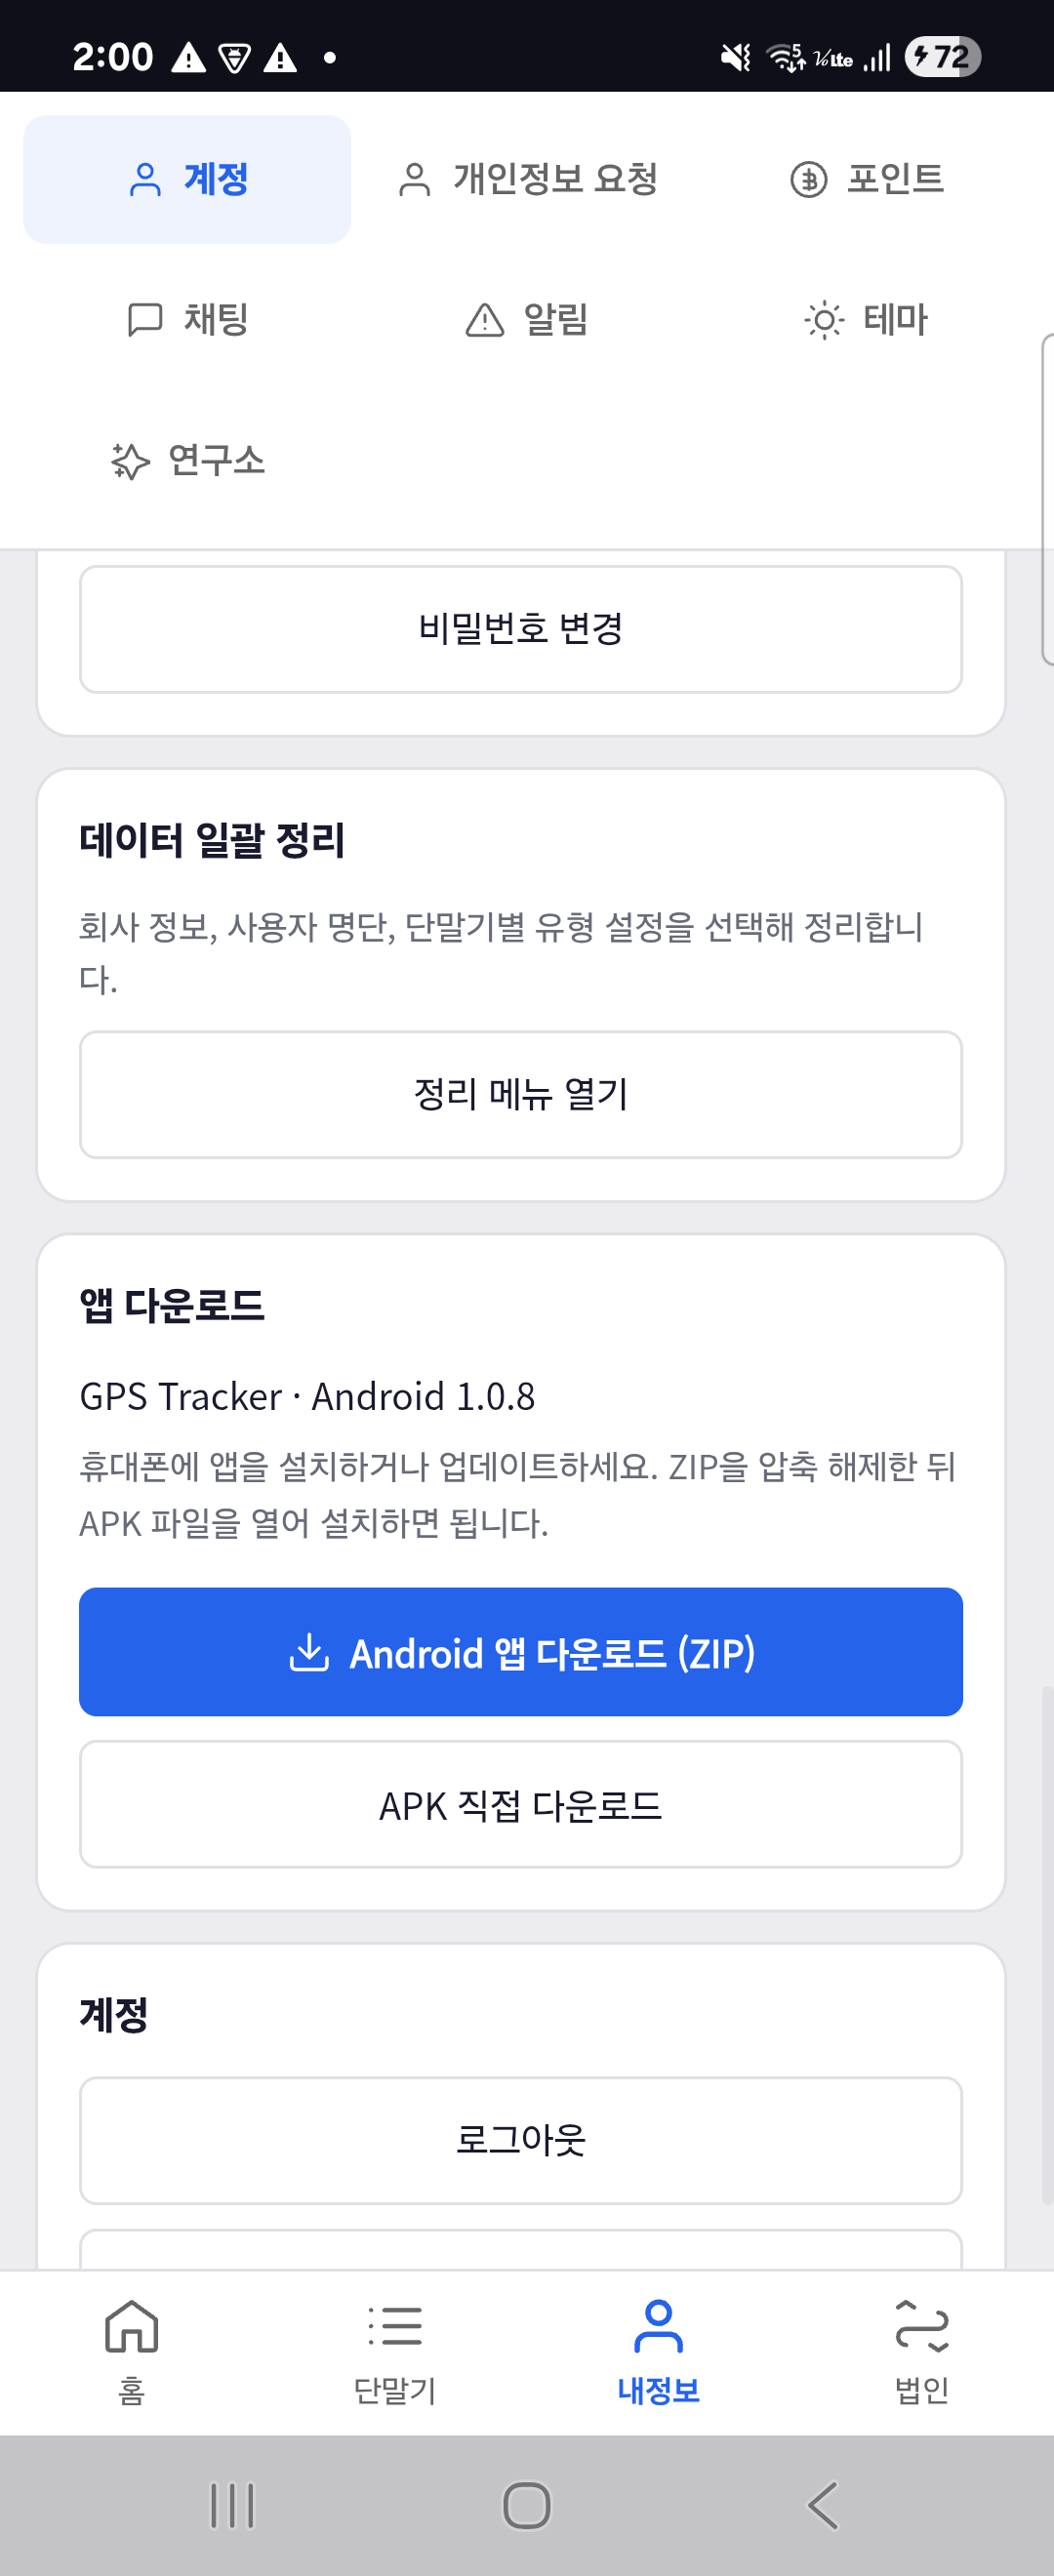 2:00
5
Vo lte
72
계정
개인정보 요청
포인트
채팅
알림
테마
연구소
비밀번호 변경
데이터 일괄 정리
회사 정보, 사용자 명단, 단말기별 유형 설정을 선택해 정리합니
다.
정리 메뉴 열기
앱 다운로드
GPS Tracker · Android 1.0.8
휴대폰에 앱을 설치하거나 업데이트하세요. ZIP을 압축 해제한 뒤
APK 파일을 열어 설치하면 됩니다.
Android 앱 다운로드 (ZIP)
APK 직접 다운로드
계정
로그아웃
홈
단말기
내정보
법인